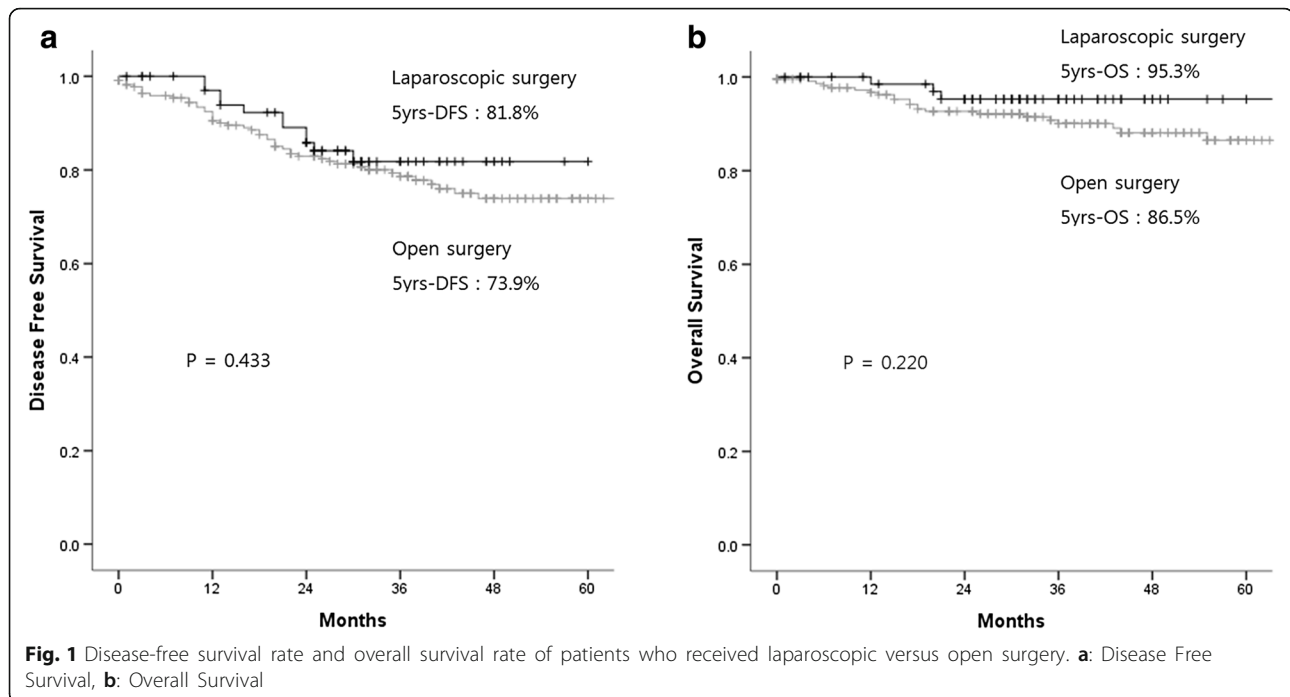 a
Laparoscopic surgery
5yrs-DFS : 81.8%
Open surgery
5yrs-DFS : 73.9%
P = 0.433
Disease Free Survival
1.0
0.8
0.6
0.4
0.2
0.0
0 12 24 36 48 60
Months
b
Laparoscopic surgery
5yrs-OS : 95.3%
Open surgery
5yrs-OS : 86.5%
P = 0.220
Overall Survival
1.0
0.8
0.6
0.4
0.2
0.0
0 12 24 36 48 60
Months
Fig. 1 Disease-free survival rate and overall survival rate of patients who received laparoscopic versus open surgery. a: Disease Free
Survival, b: Overall Survival